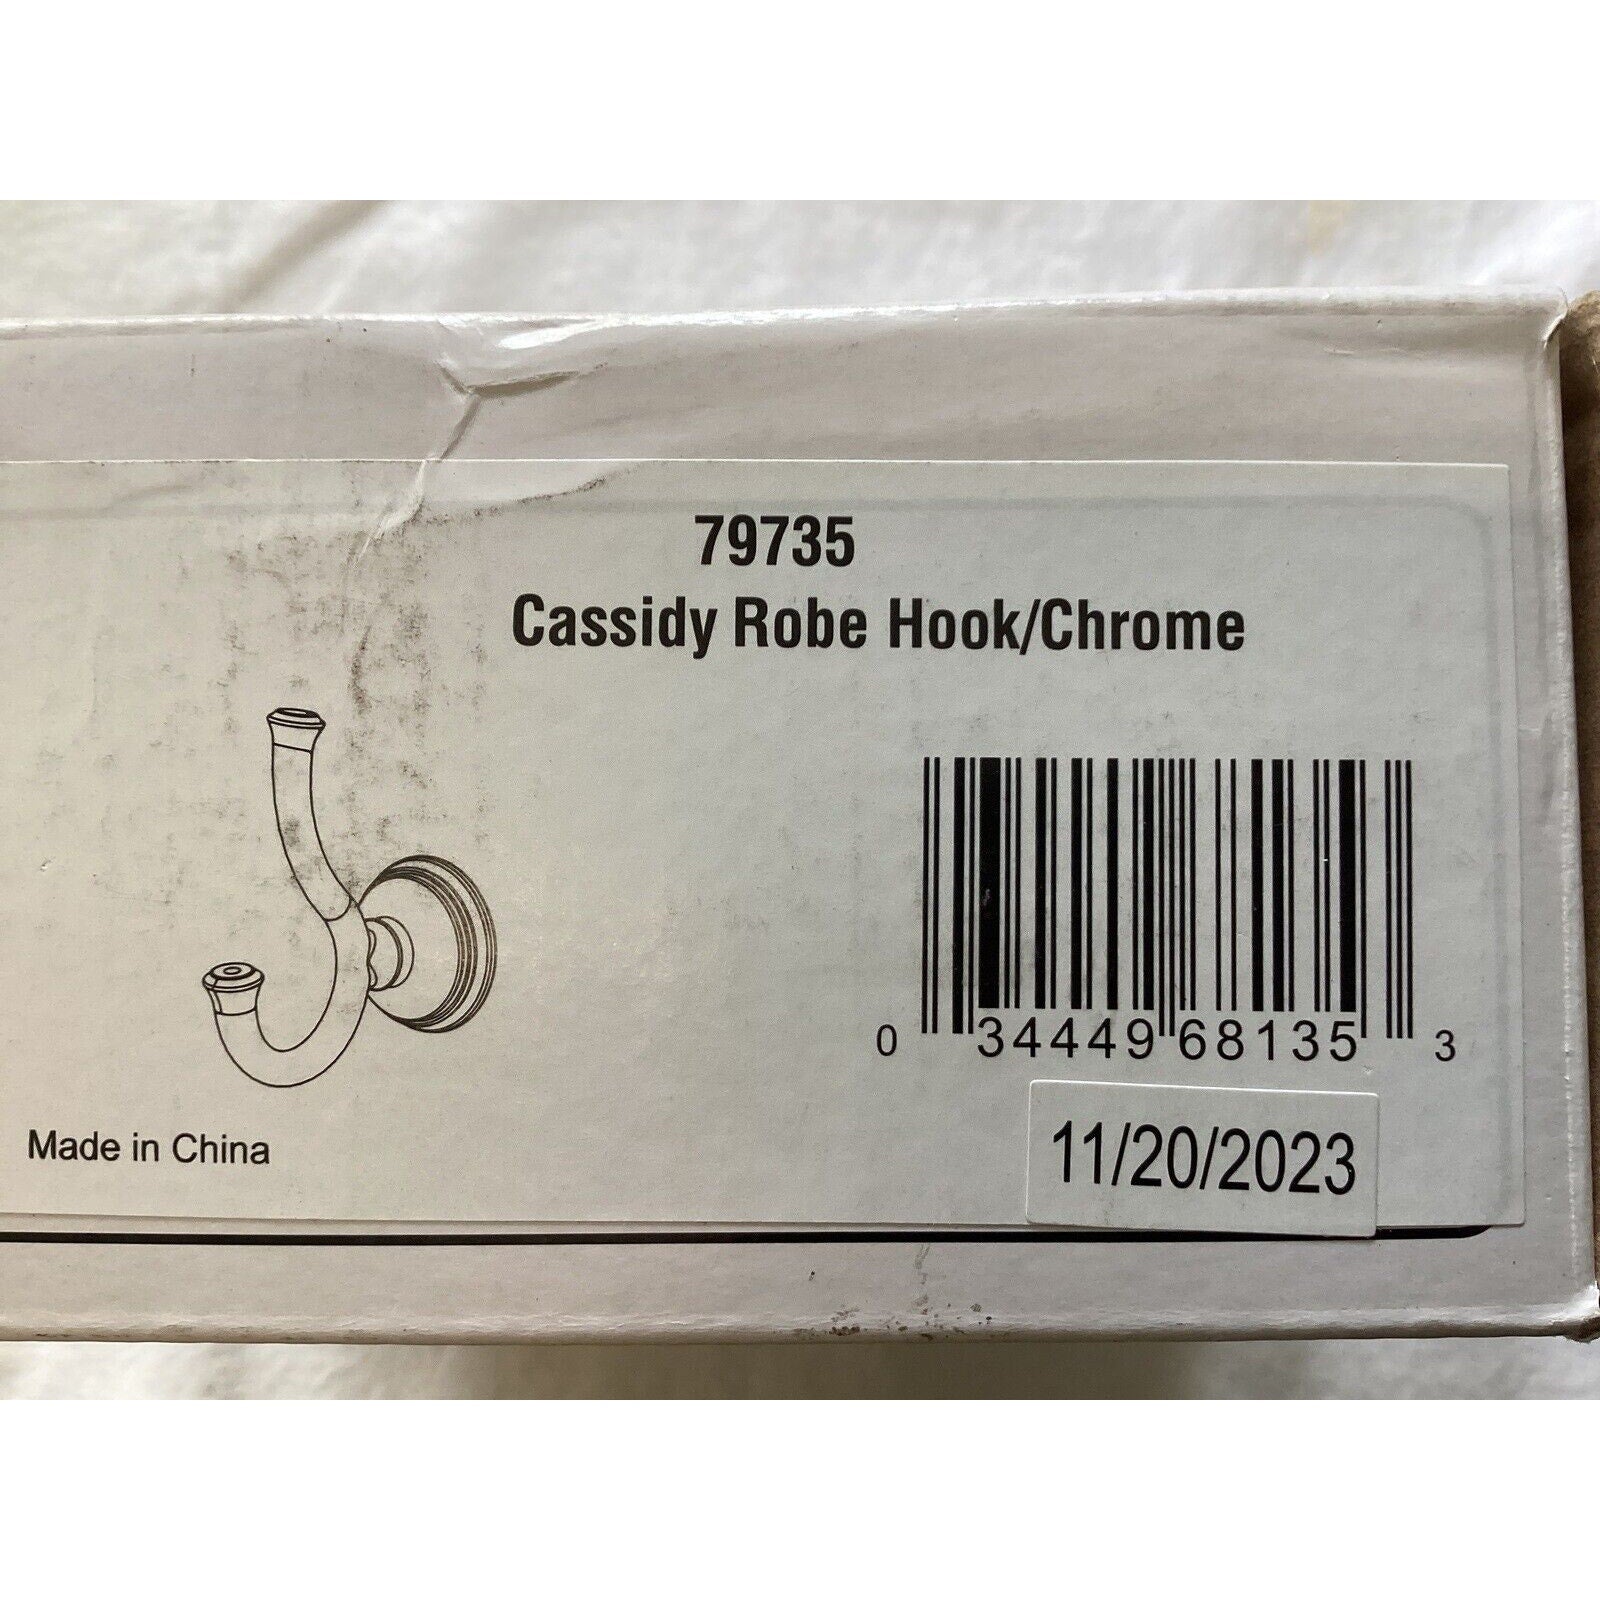 79735
Cassidy Robe Hook/Chrome
0 34449 68135 3
Made in China
11/20/2023